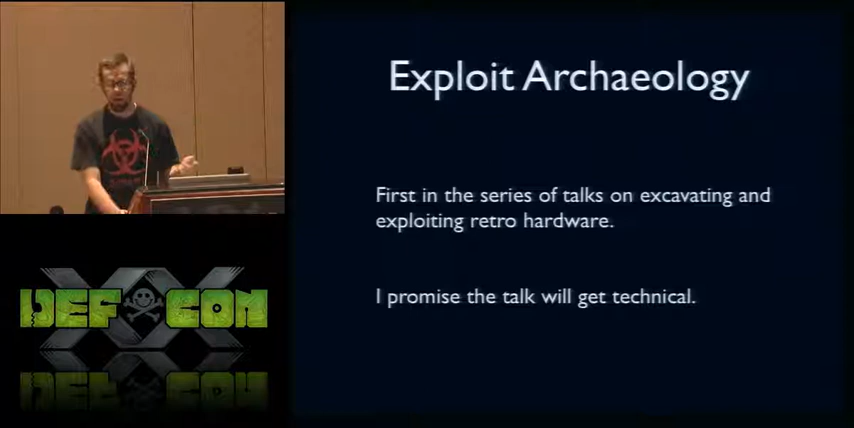 Exploit Archaeology
First in the series of talks on excavating and
exploiting retro hardware.
I promise the talk will get technical.
XX
DEF CON